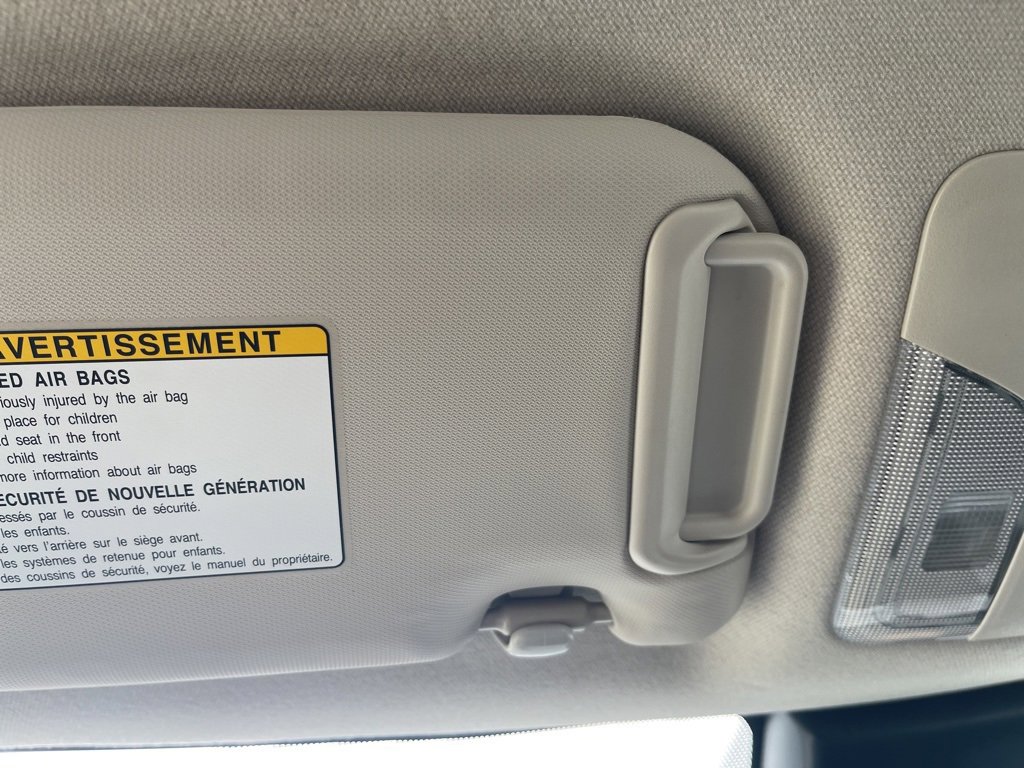 AVERTISSEMENT
ED AIR BAGS
iously injured by the air bag
place for children
d seat in the front
child restraints
more information about air bags
ÉCURITÉ DE NOUVELLE GÉNÉRATION
essés par le coussin de sécurité.
les enfants.
é vers l'arrière sur le siège avant.
les systèmes de retenue pour enfants.
des coussins de sécurité, voyez le manuel du propriétaire.